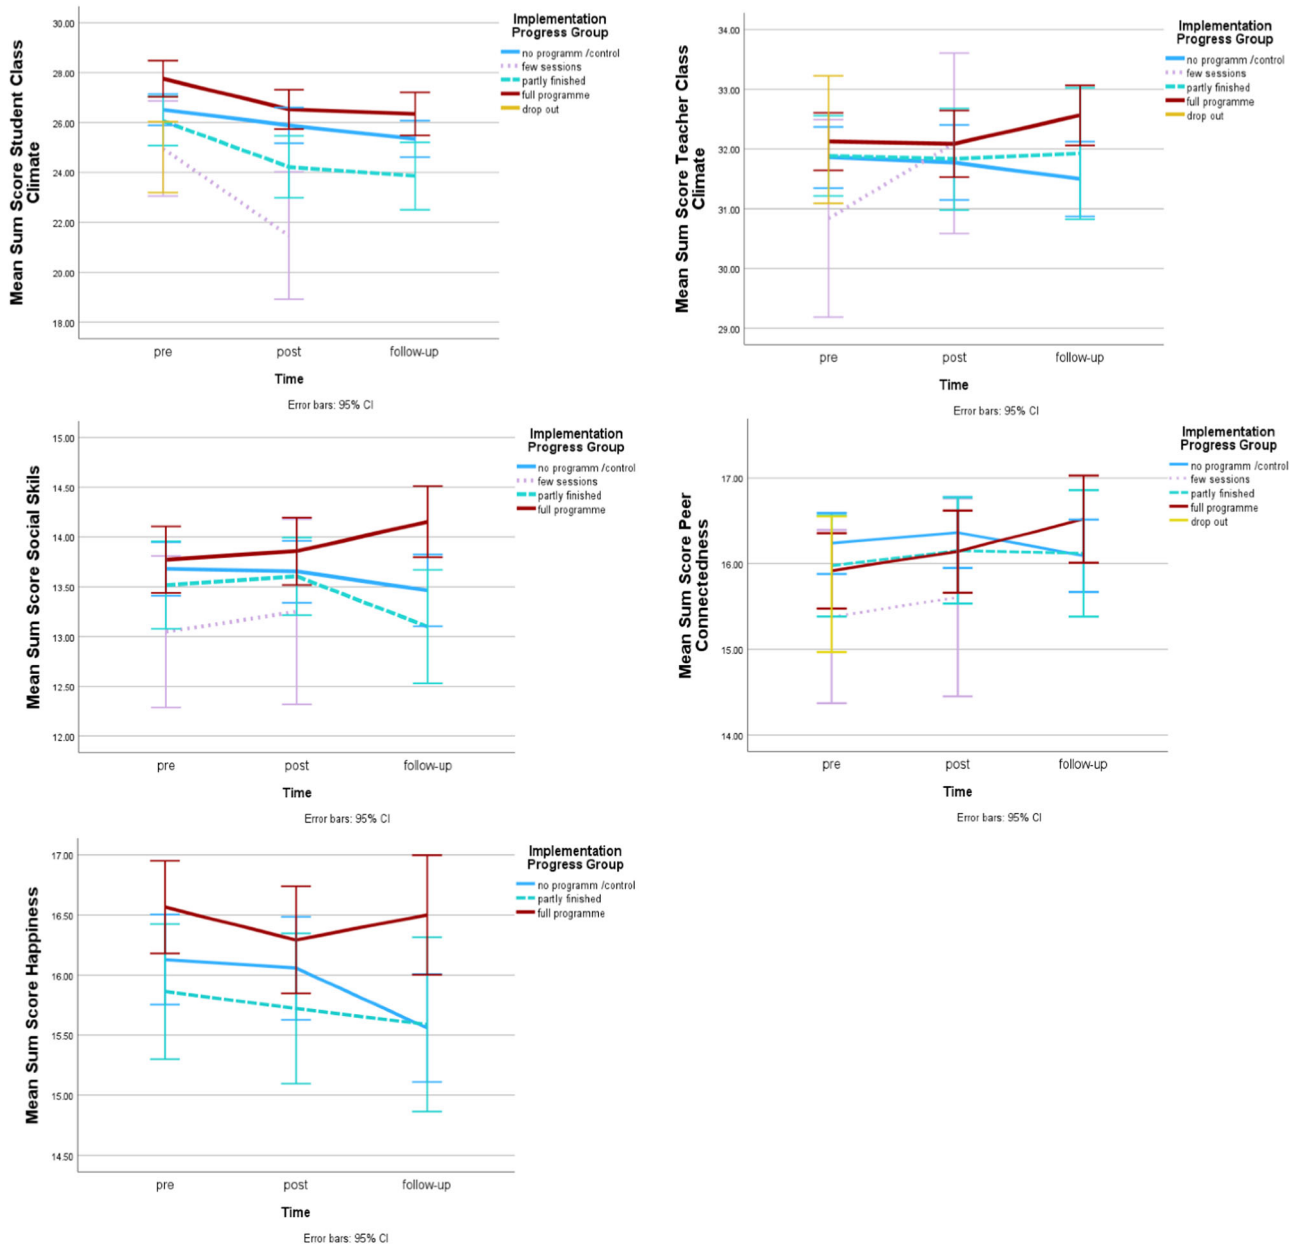 Mean Sum Score Student Class
Climate
30.00
28.00
26.00
24.00
22.00
20.00
18.00
pre
post
follow-up
Time
Error bars: 95% CI
Implementation
Progress Group
no programm /control
few sessions
partly finished
full programme
drop out
Mean Sum Score Teacher Class
Climate
34.00
33.00
32.00
31.00
30.00
29.00
pre
post
follow-up
Time
Error bars: 95% CI
Implementation
Progress Group
no programm /control
few sessions
partly finished
full programme
drop out
Mean Sum Score Social Skils
15.00
14.50
14.00
13.50
13.00
12.50
12.00
pre
post
follow-up
Time
Error bars: 95% CI
Implementation
Progress Group
no programm /control
few sessions
partly finished
full programme
Mean Sum Score Peer
Connectedness
17.00
16.00
15.00
14.00
pre
post
follow-up
Time
Error bars: 95% CI
Implementation
Progress Group
no programm /control
few sessions
partly finished
full programme
drop out
Mean Sum Score Happiness
17.00
16.50
16.00
15.50
15.00
14.50
pre
post
follow-up
Time
Error bars: 95% CI
Implementation
Progress Group
no programm /control
partly finished
full programme